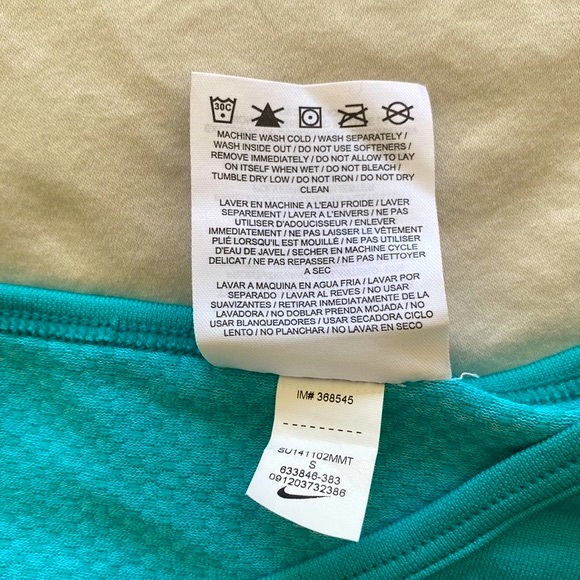 30C
MACHINE WASH COLD / WASH SEPARATELY /
WASH INSIDE OUT / DO NOT USE SOFTENERS /
REMOVE IMMEDIATELY / DO NOT ALLOW TO LAY
ON ITSELF WHEN WET / DO NOT BLEACH /
TUMBLE DRY LOW / DO NOT IRON / DO NOT DRY
CLEAN
LAVER EN MACHINE A L'EAU FROIDE / LAVER
SEPAREMENT / LAVER A L'ENVERS / NE PAS
UTILISER D'ADOUCISSEUR / ENLEVER
IMMEDIATEMENT / NE PAS LAISSER LE VÊTEMENT
PLIÉ LORSQU'IL EST MOUILLÉ / NE PAS UTILISER
D'EAU DE JAVEL / SECHER EN MACHINE CYCLE
DELICAT / NE PAS REPASSER / NE PAS NETTOYER
A SEC
LAVAR A MAQUINA EN AGUA FRIA / LAVAR POR
SEPARADO / LAVAR AL REVES / NO USAR
SUAVIZANTES / RETIRAR INMEDIATAMENTE DE LA
LAVADORA / NO DOBLAR PRENDA MOJADA / NO
USAR BLANQUEADORES / USAR SECADORA CICLO
LENTO / NO PLANCHAR / NO LAVAR EN SECO
IM# 368545
SU141102MMT
S
633846-383
091203732386